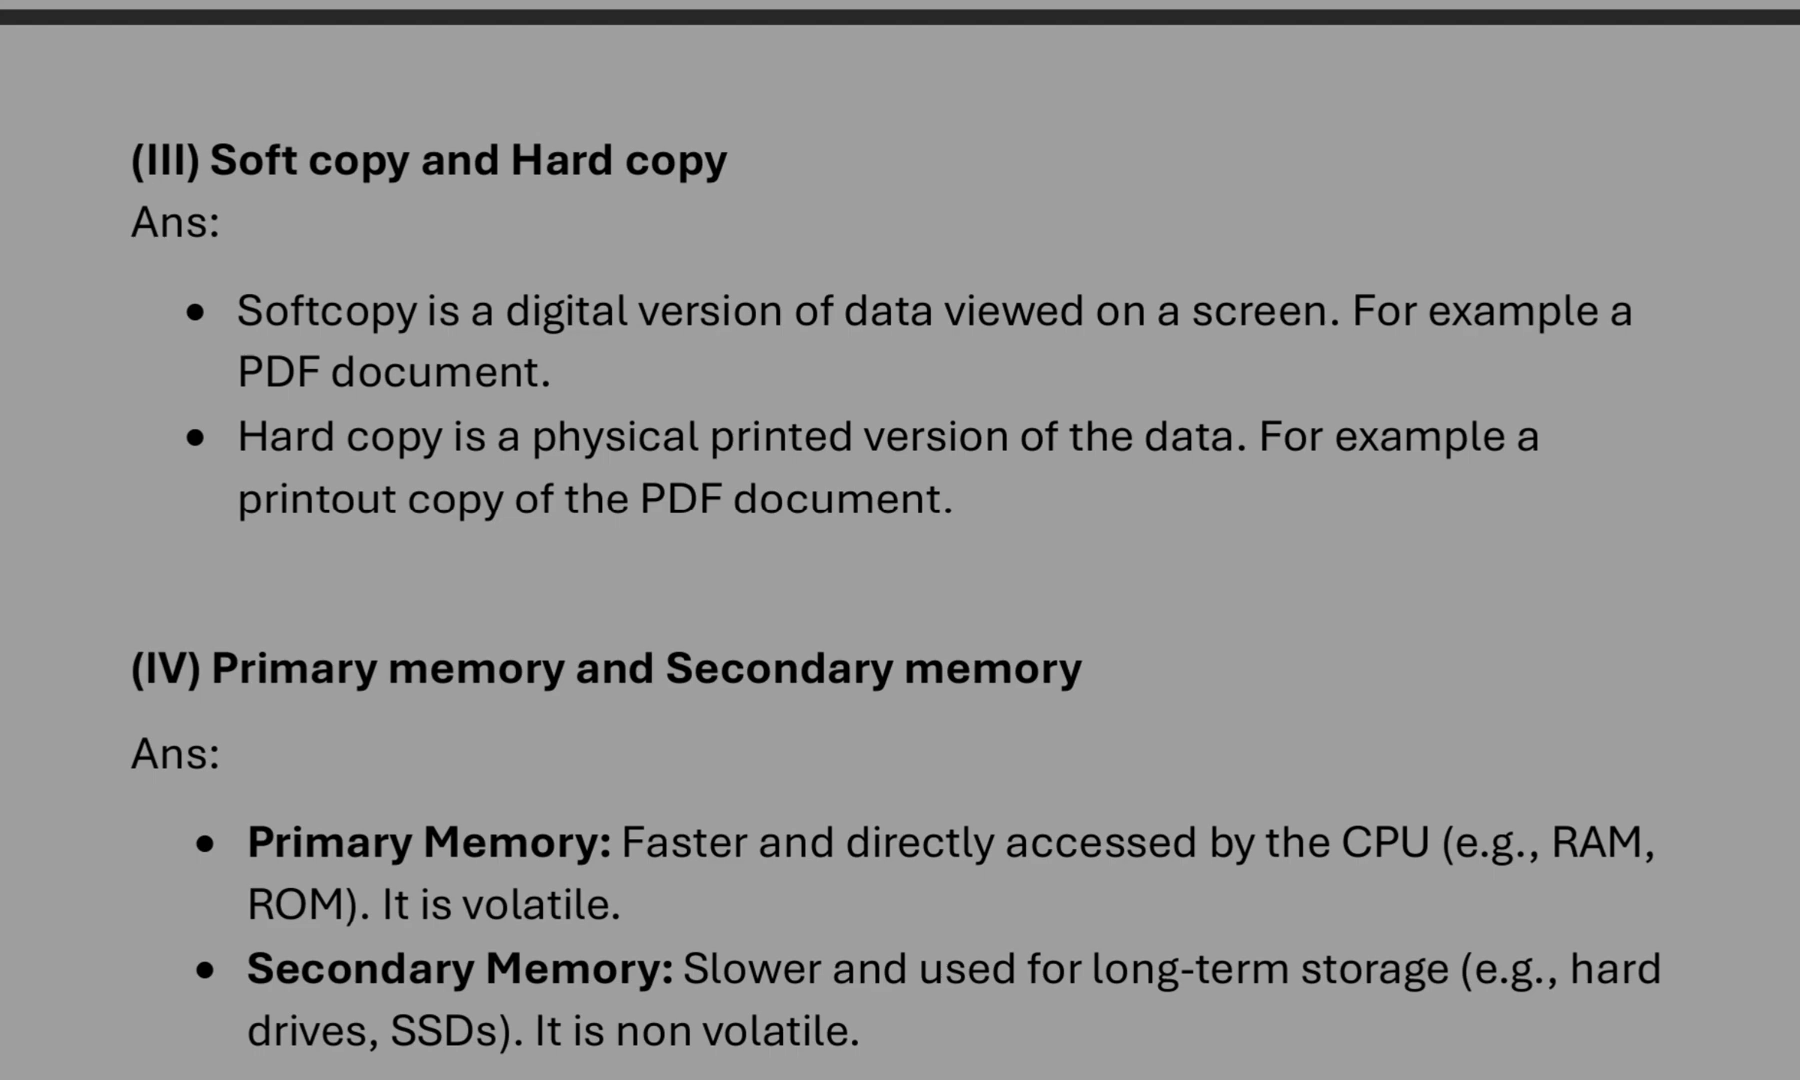 (III) Soft copy and Hard copy
Ans:
• Softcopy is a digital version of data viewed on a screen. For example a
PDF document.
• Hard copy is a physical printed version of the data. For example a
printout copy of the PDF document.
(IV) Primary memory and Secondary memory
Ans:
• Primary Memory: Faster and directly accessed by the CPU (e.g., RAM,
ROM). It is volatile.
• Secondary Memory: Slower and used for long-term storage (e.g., hard
drives, SSDs). It is non volatile.